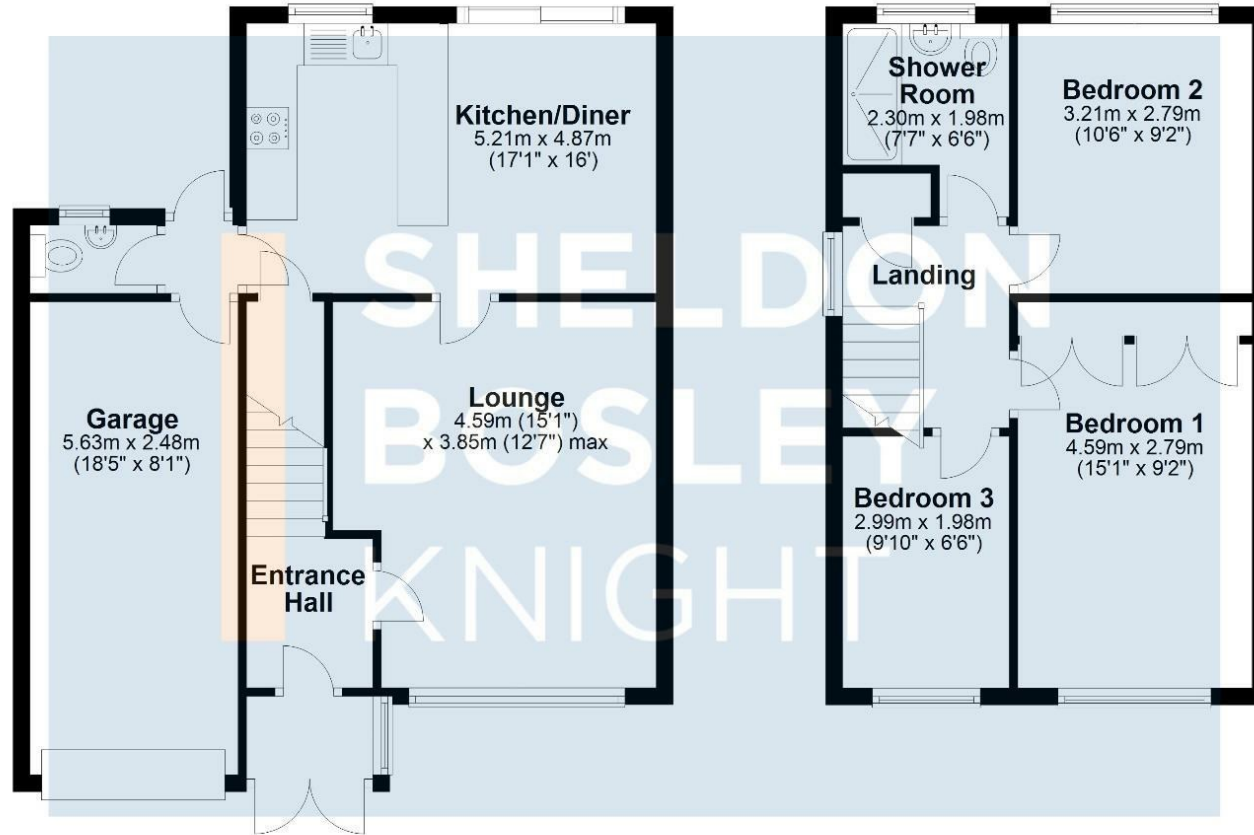 Kitchen/Diner
5.21m x 4.87m
(17'1" x 16')
Shower
Room
2.30m x 1.98m
(7'7" x 6'6")
Bedroom 2
3.21m x 2.79m
(10'6" x 9'2")
Landing
Garage
5.63m x 2.48m
(18'5" x 8'1")
Lounge
4.59m (15'1")
x 3.85m (12'7") max
Bedroom 1
4.59m x 2.79m
(15'1" x 9'2")
Bedroom 3
2.99m x 1.98m
(9'10" x 6'6")
Entrance
Hall
SHELDON
BOSLEY
KNIGHT